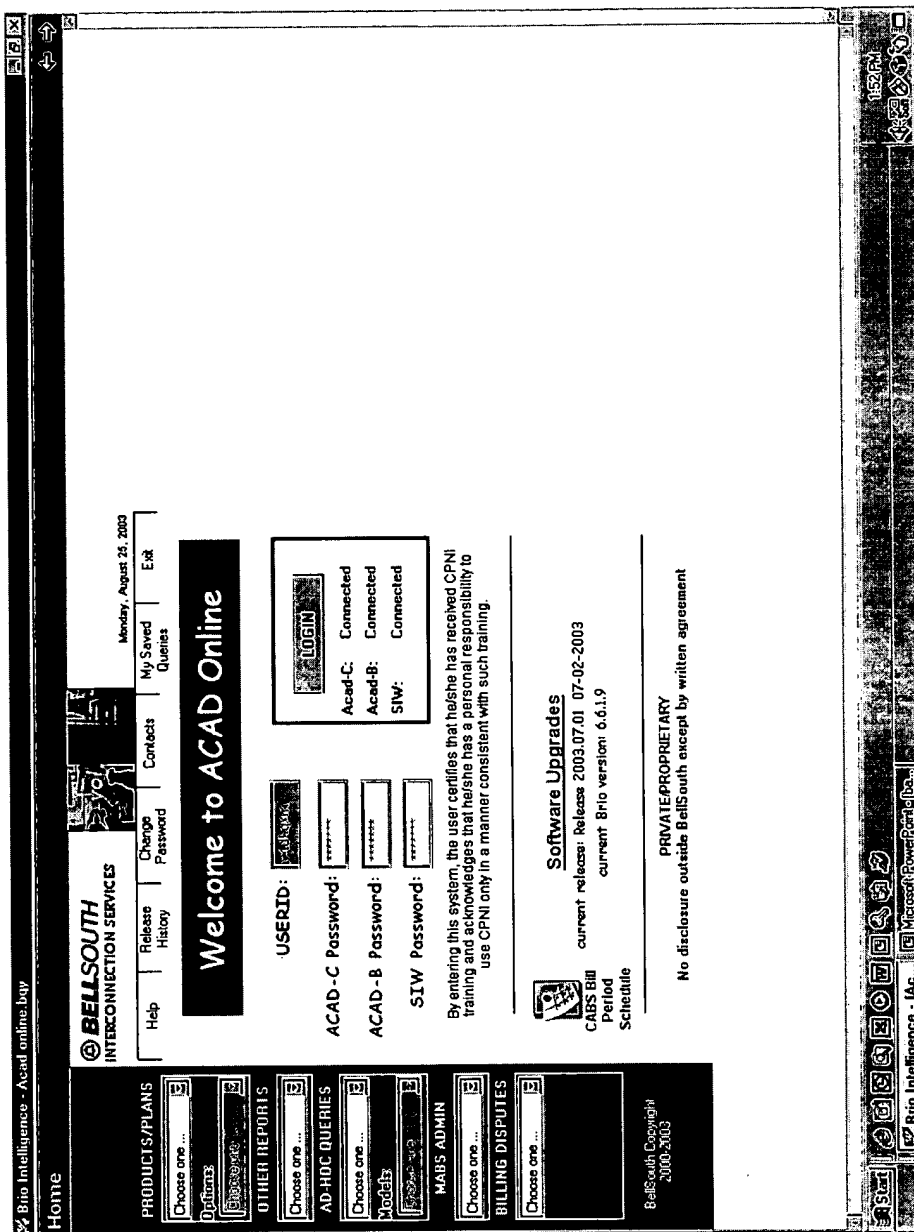 Brio Intelligence - Acad online.bqy
Home
PRODUCTS/PLANS
Choose one ...
Options:
OTHER REPORTS
Choose one ...
AD-HOC QUERIES
Choose one ...
Models:
MABS ADMIN
Choose one ...
BILLING DISPUTES
Choose one ...
BellSouth Copyright
2000-2003
BELLSOUTH
INTERCONNECTION SERVICES
Monday, August 25, 2003
Help
Release History
Change Password
Contacts
My Saved Queries
Exit
Welcome to ACAD Online
USERID:
ACAD-C Password: *******
ACAD-B Password: *******
SIW Password: *******
LOGIN
Acad-C: Connected
Acad-B: Connected
SIW: Connected
By entering this system, the user certifies that he/she has received CPNI
training and acknowledges that he/she has a personal responsibility to
use CPNI only in a manner consistent with such training.
CABS Bill
Period
Schedule
Software Upgrades
current release: Release 2003.07.01 07-02-2003
current Brio version: 6.6.1.9
PRIVATE/PROPRIETARY
No disclosure outside BellSouth except by written agreement
Start
Brio Intelligence - [Ac...
Microsoft PowerPoint - [ba...
1:52 PM